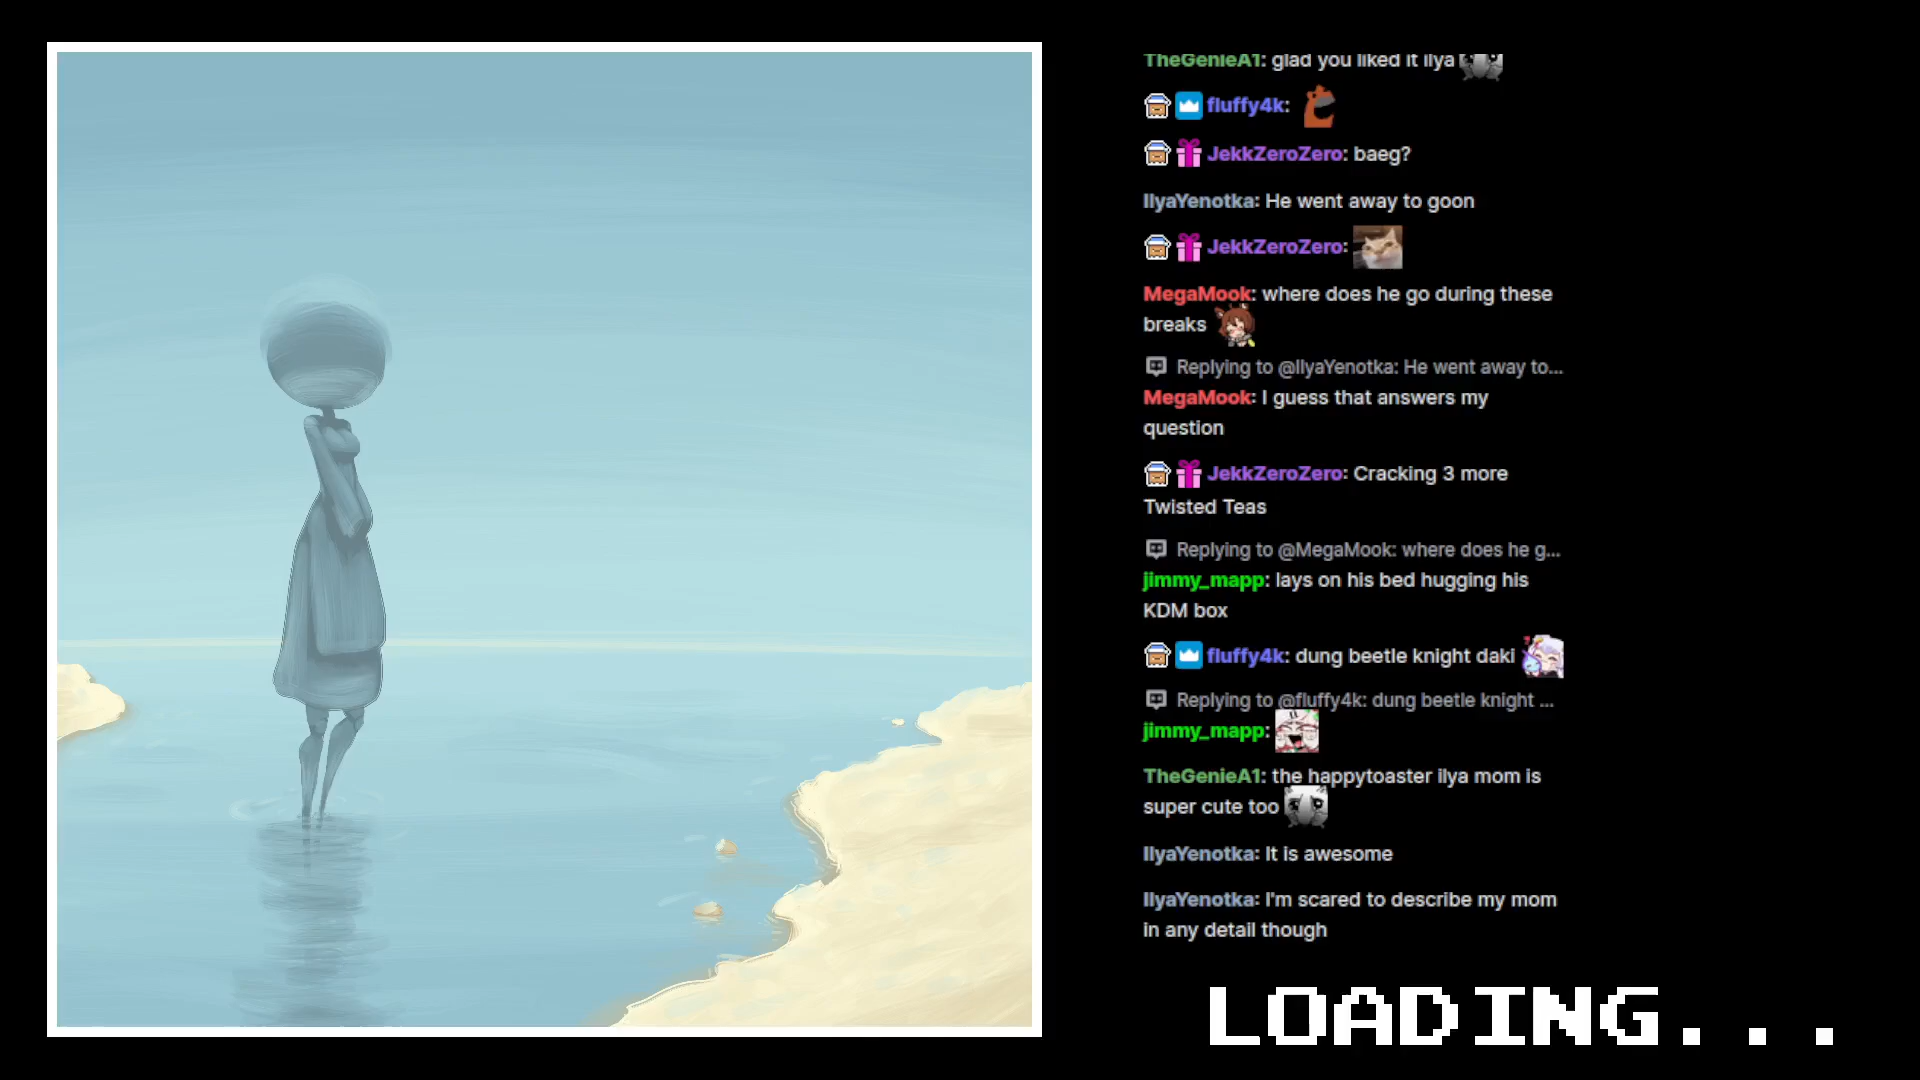 TheGenieA1: glad you liked it ilya
fluffy4k:
JekkZeroZero: baeg?
IlyaYenotka: He went away to goon
JekkZeroZero:
MegaMook: where does he go during these
breaks
Replying to @IlyaYenotka: He went away to...
MegaMook: I guess that answers my
question
JekkZeroZero: Cracking 3 more
Twisted Teas
Replying to @MegaMook: where does he g...
jimmy_mapp: lays on his bed hugging his
KDM box
fluffy4k: dung beetle knight daki
Replying to @fluffy4k: dung beetle knight ...
jimmy_mapp:
TheGenieA1: the happytoaster ilya mom is
super cute too
IlyaYenotka: It is awesome
IlyaYenotka: I'm scared to describe my mom
in any detail though
LOADING...